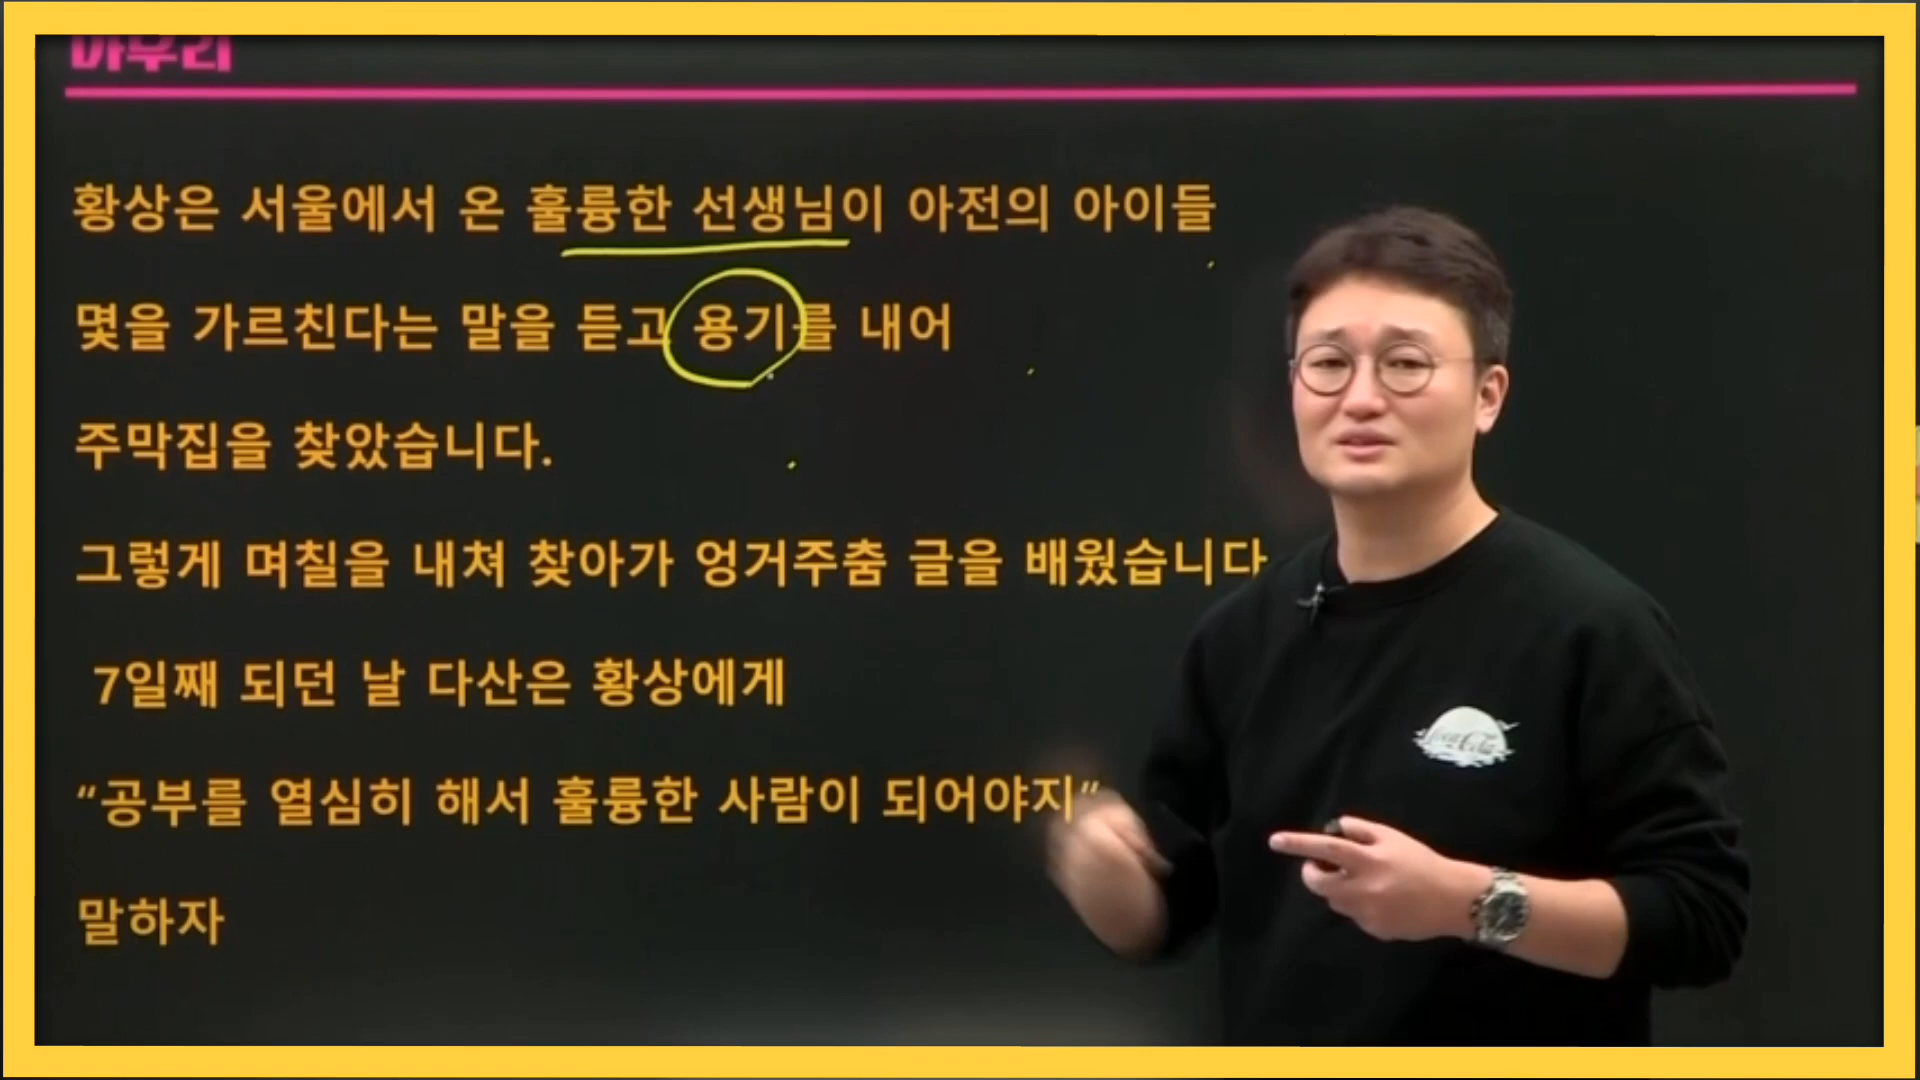 마무리
황상은 서울에서 온 훌륭한 선생님이 아전의 아이들
몇을 가르친다는 말을 듣고 용기를 내어
주막집을 찾았습니다.
그렇게 며칠을 내쳐 찾아가 엉거주춤 글을 배웠습니다
7일째 되던 날 다산은 황상에게
“공부를 열심히 해서 훌륭한 사람이 되어야지”
말하자
Coca-Cola